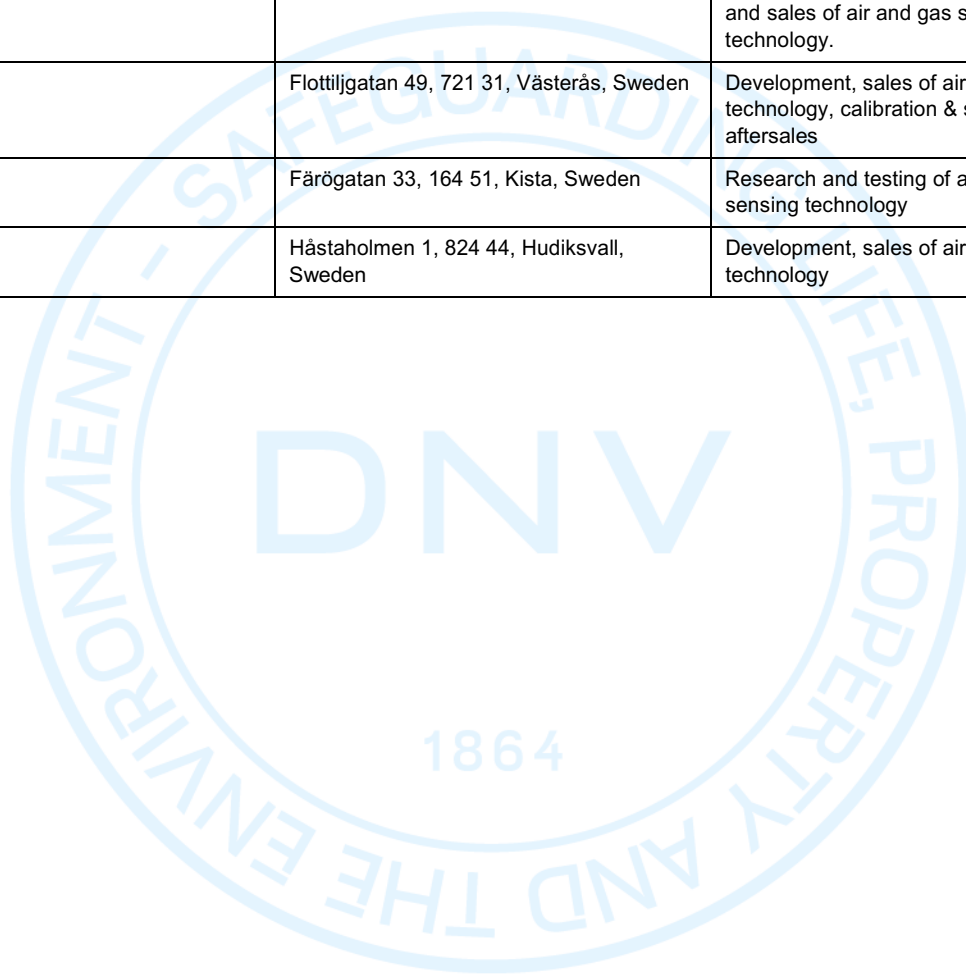 and sales of air and gas s
technology.
Flottiljgatan 49, 721 31, Västerås, Sweden
Development, sales of air
technology, calibration & s
aftersales
Färögatan 33, 164 51, Kista, Sweden
Research and testing of a
sensing technology
Håstaholmen 1, 824 44, Hudiksvall,
Sweden
Development, sales of air
technology
SAFEGUARDING LIFE, PROPERTY AND THE ENVIRONMENT -
DNV
1864